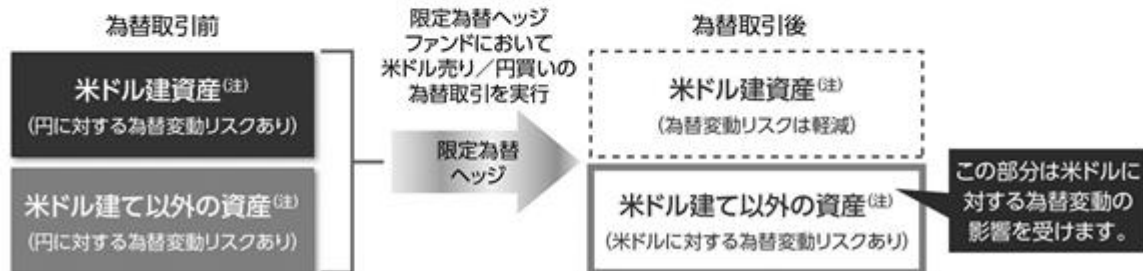 為替取引前
米ドル建資産(注)
(円に対する為替変動リスクあり)
米ドル建て以外の資産(注)
(円に対する為替変動リスクあり)
限定為替ヘッジ
ファンドにおいて
米ドル売り/円買いの
為替取引を実行
限定為替
ヘッジ
為替取引後
米ドル建資産(注)
(為替変動リスクは軽減)
米ドル建て以外の資産(注)
(米ドルに対する為替変動リスクあり)
この部分は米ドルに
対する為替変動の
影響を受けます。